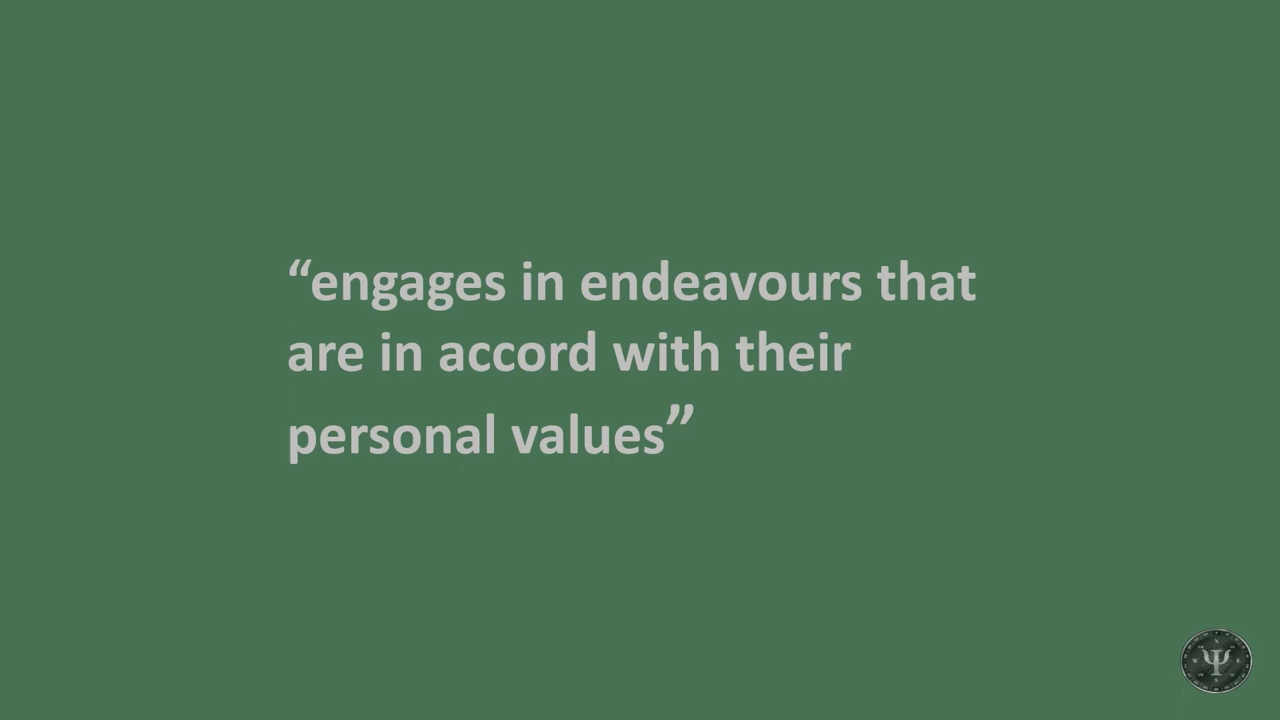 “engages in endeavours that
are in accord with their
personal values”